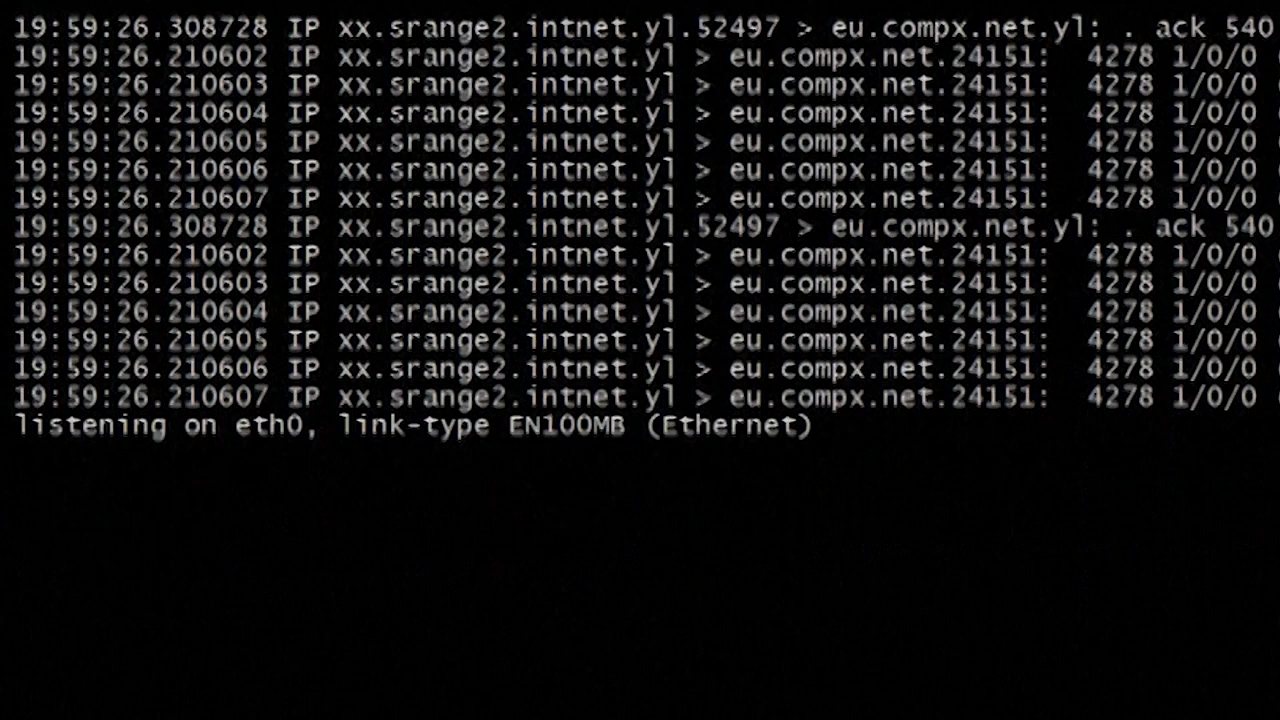 19:59:26.308728 IP xx.srange2.intnet.yl.52497 > eu.compx.net.yl: . ack 540
19:59:26.210602 IP xx.srange2.intnet.yl > eu.compx.net.24151:  4278 1/0/0
19:59:26.210603 IP xx.srange2.intnet.yl > eu.compx.net.24151:  4278 1/0/0
19:59:26.210604 IP xx.srange2.intnet.yl > eu.compx.net.24151:  4278 1/0/0
19:59:26.210605 IP xx.srange2.intnet.yl > eu.compx.net.24151:  4278 1/0/0
19:59:26.210606 IP xx.srange2.intnet.yl > eu.compx.net.24151:  4278 1/0/0
19:59:26.210607 IP xx.srange2.intnet.yl > eu.compx.net.24151:  4278 1/0/0
19:59:26.308728 IP xx.srange2.intnet.yl.52497 > eu.compx.net.yl: . ack 540
19:59:26.210602 IP xx.srange2.intnet.yl > eu.compx.net.24151:  4278 1/0/0
19:59:26.210603 IP xx.srange2.intnet.yl > eu.compx.net.24151:  4278 1/0/0
19:59:26.210604 IP xx.srange2.intnet.yl > eu.compx.net.24151:  4278 1/0/0
19:59:26.210605 IP xx.srange2.intnet.yl > eu.compx.net.24151:  4278 1/0/0
19:59:26.210606 IP xx.srange2.intnet.yl > eu.compx.net.24151:  4278 1/0/0
19:59:26.210607 IP xx.srange2.intnet.yl > eu.compx.net.24151:  4278 1/0/0
listening on eth0, link-type EN100MB (Ethernet)